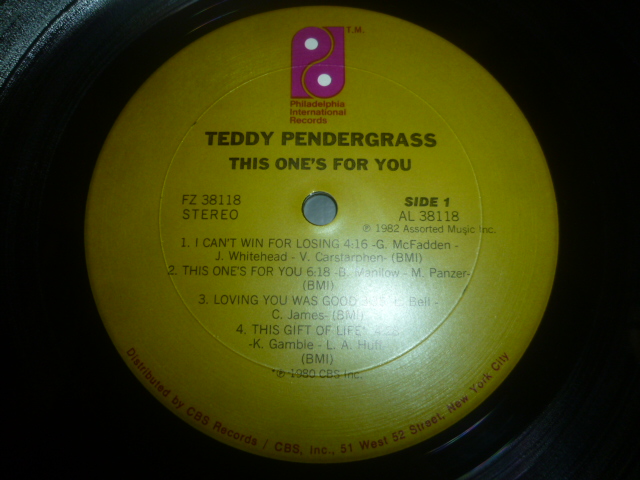 T.M.
Philadelphia
International
Records
TEDDY PENDERGRASS
THIS ONE'S FOR YOU
FZ 38118
STEREO
SIDE 1
AL 38118
℗ 1982 Assorted Music Inc.
1. I CAN'T WIN FOR LOSING 4:16 -G. McFadden -
J. Whitehead - V. Carstarphen- (BMI)
2. THIS ONE'S FOR YOU 6:18 -B. Manilow - M. Panzer-
(BMI)
3. LOVING YOU WAS GOOD Bell -
C. James- (BMI)
4. THIS GIFT OF LIFE*
-K. Gamble - L. A. Huff-
(BMI)
*℗ 1980 CBS Inc.
Distributed by CBS Records / CBS, Inc., 51 West 52 Street, New York City